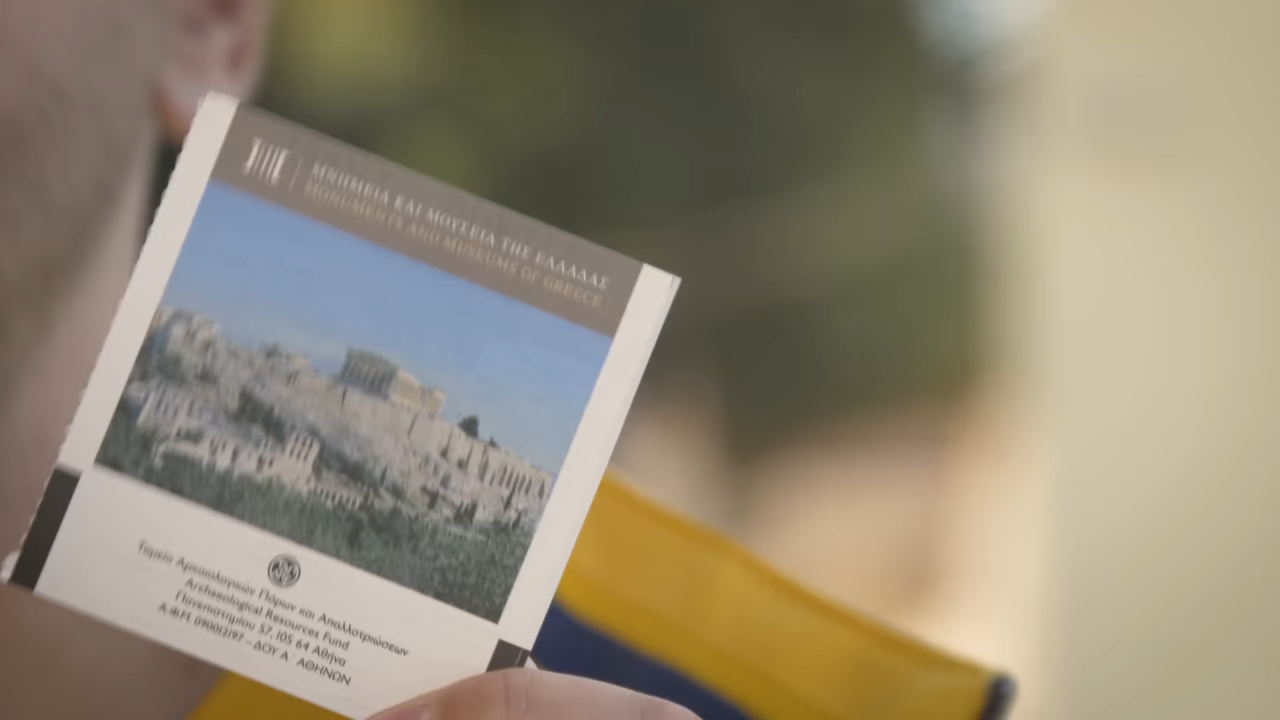 ΜΝΗΜΕΙΑ ΚΑΙ ΜΟΥΣΕΙΑ ΤΗΣ ΕΛΛΑΔΑΣ
MONUMENTS AND MUSEUMS OF GREECE
Ταμείο Αρχαιολογικών Πόρων και Απαλλοτριώσεων
Archaeological Resources Fund
Πανεπιστημίου 57, 105 64 Αθήνα
Α.Φ.Μ. 090013197 - ΔΟΥ Α΄ ΑΘΗΝΩΝ